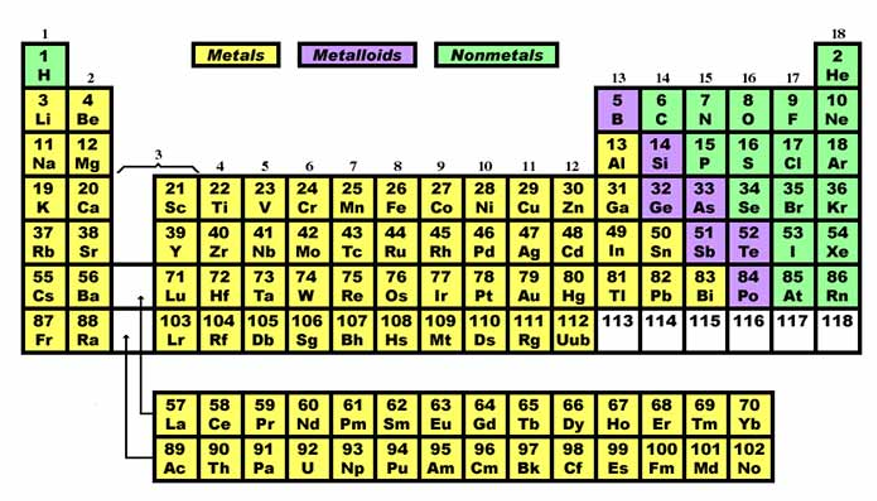 1 18
Metals Metalloids Nonmetals
1 2
H He
2 13 14 15 16 17
3 4 5 6 7 8 9 10
Li Be B C N O F Ne
11 12 13 14 15 16 17 18
Na Mg Al Si P S Cl Ar
3 4 5 6 7 8 9 10 11 12
19 20 21 22 23 24 25 26 27 28 29 30 31 32 33 34 35 36
K Ca Sc Ti V Cr Mn Fe Co Ni Cu Zn Ga Ge As Se Br Kr
37 38 39 40 41 42 43 44 45 46 47 48 49 50 51 52 53 54
Rb Sr Y Zr Nb Mo Tc Ru Rh Pd Ag Cd In Sn Sb Te I Xe
55 56 71 72 73 74 75 76 77 78 79 80 81 82 83 84 85 86
Cs Ba Lu Hf Ta W Re Os Ir Pt Au Hg Tl Pb Bi Po At Rn
87 88 103 104 105 106 107 108 109 110 111 112 113 114 115 116 117 118
Fr Ra Lr Rf Db Sg Bh Hs Mt Ds Rg Uub
57 58 59 60 61 62 63 64 65 66 67 68 69 70
La Ce Pr Nd Pm Sm Eu Gd Tb Dy Ho Er Tm Yb
89 90 91 92 93 94 95 96 97 98 99 100 101 102
Ac Th Pa U Np Pu Am Cm Bk Cf Es Fm Md No